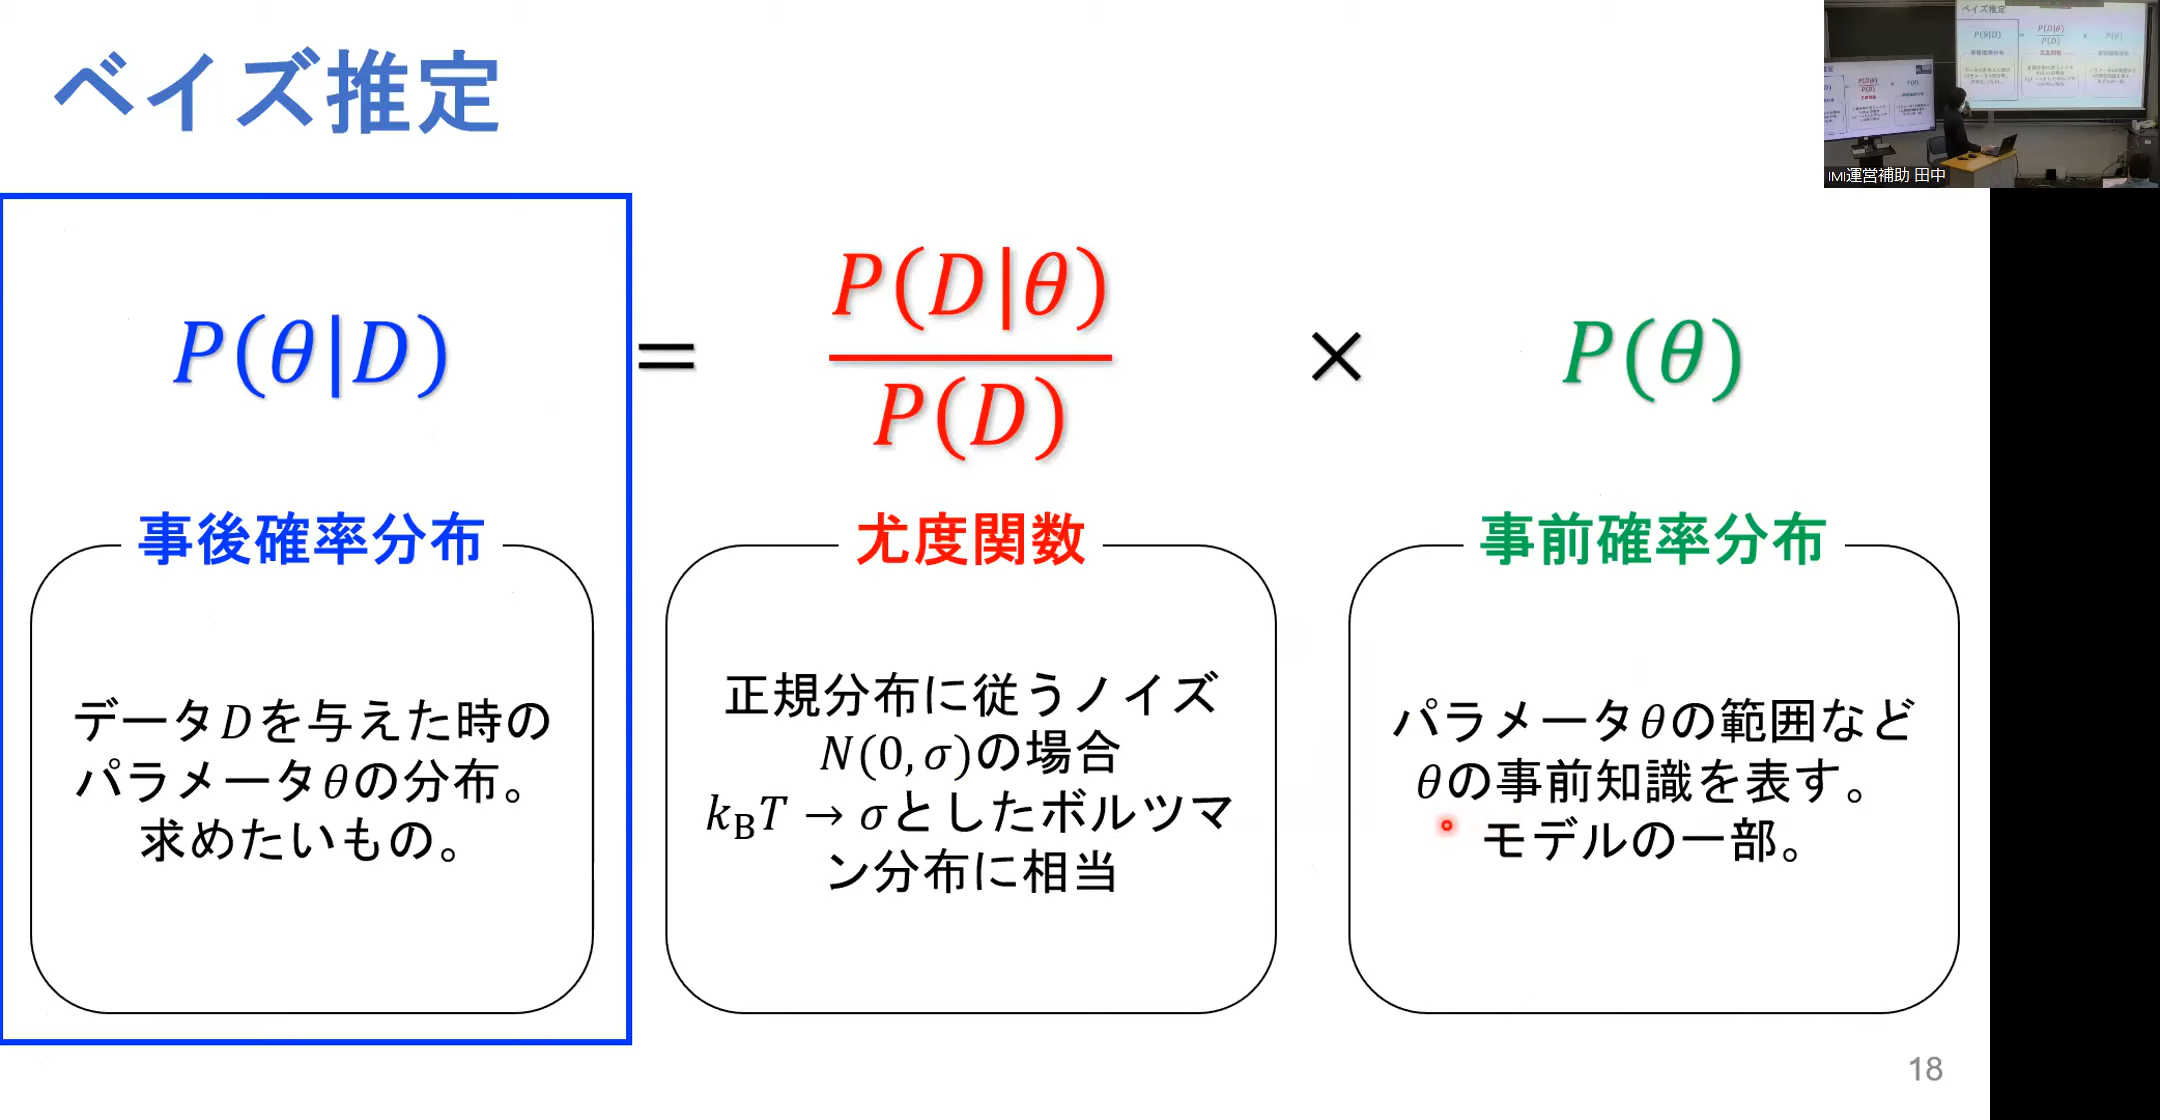 ベイズ推定
IMI運営補助 田中
P(θ|D)
=
P(D|θ)
P(D)
×
P(θ)
事後確率分布
データDを与えた時の
パラメータθの分布。
求めたいもの。
尤度関数
正規分布に従うノイズ
N(0, σ)の場合
k_BT → σとしたボルツマ
ン分布に相当
事前確率分布
パラメータθの範囲など
θの事前知識を表す。
モデルの一部。
18